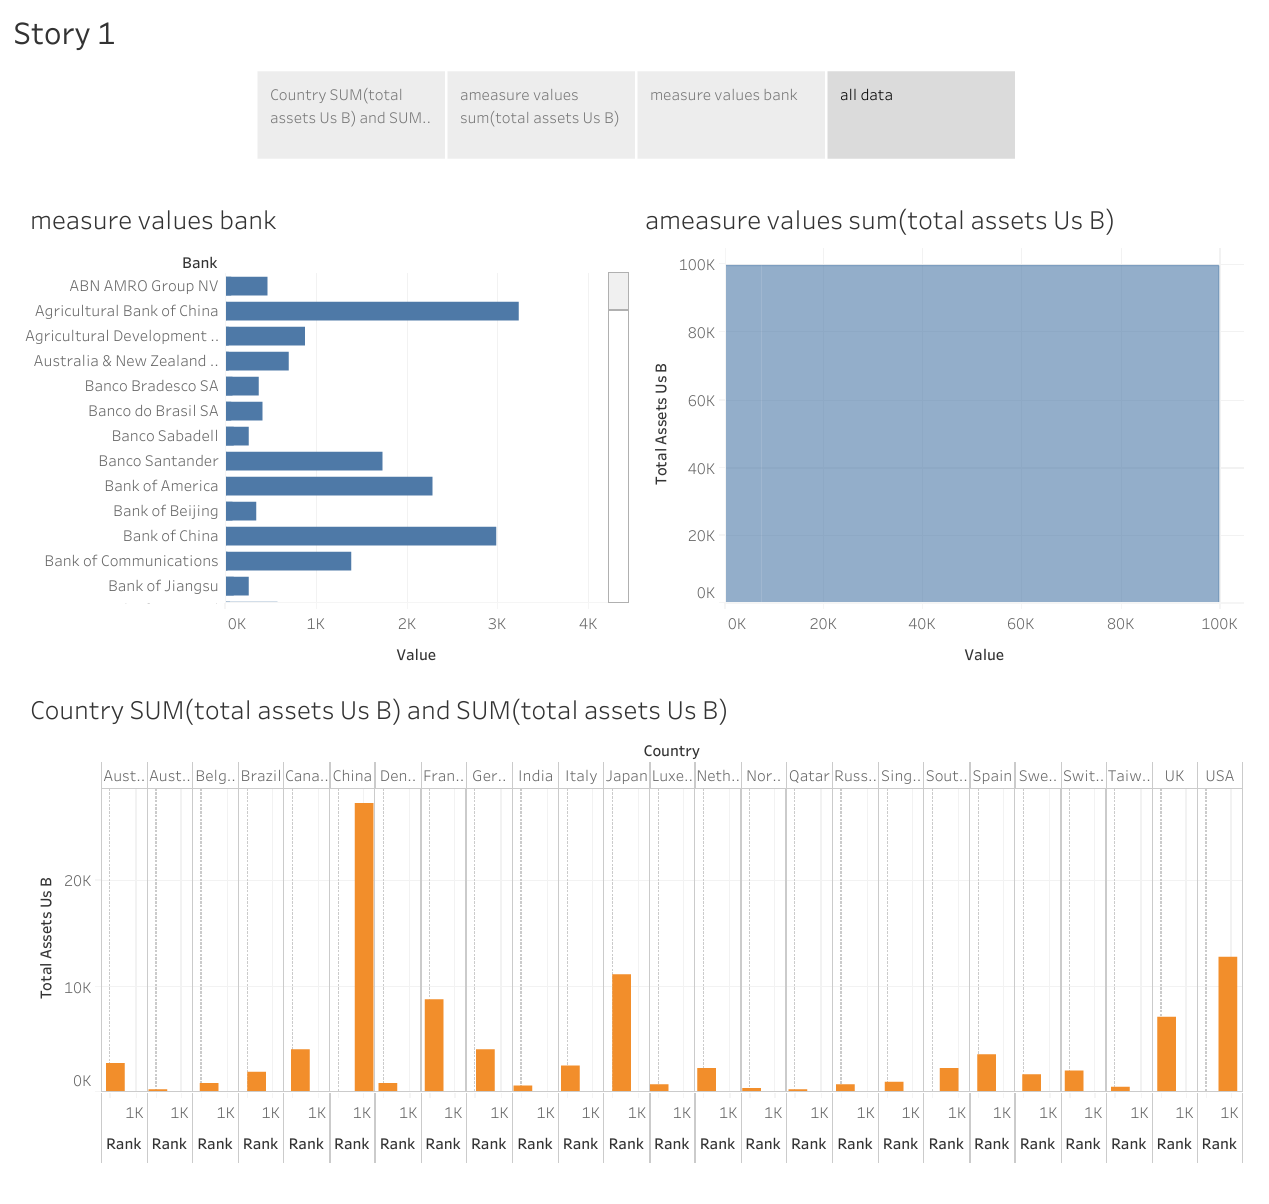 Story 1
Country SUM(total
assets Us B) and SUM..
ameasure values
sum(total assets Us B)
measure values bank
all data
measure values bank
Bank
ABN AMRO Group NV
Agricultural Bank of China
Agricultural Development ..
Australia & New Zealand ..
Banco Bradesco SA
Banco do Brasil SA
Banco Sabadell
Banco Santander
Bank of America
Bank of Beijing
Bank of China
Bank of Communications
Bank of Jiangsu
0K 1K 2K 3K 4K
Value
ameasure values sum(total assets Us B)
100K
80K
60K
40K
20K
0K
Total Assets Us B
0K 20K 40K 60K 80K 100K
Value
Country SUM(total assets Us B) and SUM(total assets Us B)
Country
Aust.. Aust.. Belg.. Brazil Cana.. China Den.. Fran.. Ger.. India Italy Japan Luxe.. Neth.. Nor.. Qatar Russ.. Sing.. Sout.. Spain Swe.. Swit.. Taiw.. UK USA
20K
10K
0K
Total Assets Us B
1K 1K 1K 1K 1K 1K 1K 1K 1K 1K 1K 1K 1K 1K 1K 1K 1K 1K 1K 1K 1K 1K 1K 1K 1K
Rank Rank Rank Rank Rank Rank Rank Rank Rank Rank Rank Rank Rank Rank Rank Rank Rank Rank Rank Rank Rank Rank Rank Rank Rank